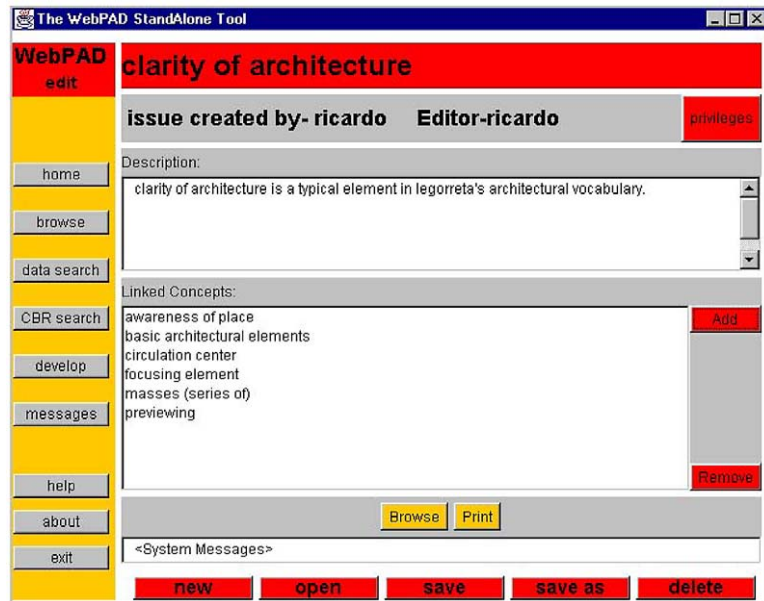 The WebPAD StandAlone Tool
WebPAD
edit
clarity of architecture
issue created by- ricardo Editor-ricardo
privileges
home
browse
data search
CBR search
develop
messages
help
about
exit
Description:
clarity of architecture is a typical element in legorreta's architectural vocabulary.
Linked Concepts:
awareness of place
basic architectural elements
circulation center
focusing element
masses (series of)
previewing
Add
Remove
Browse Print
<System Messages>
new open save save as delete